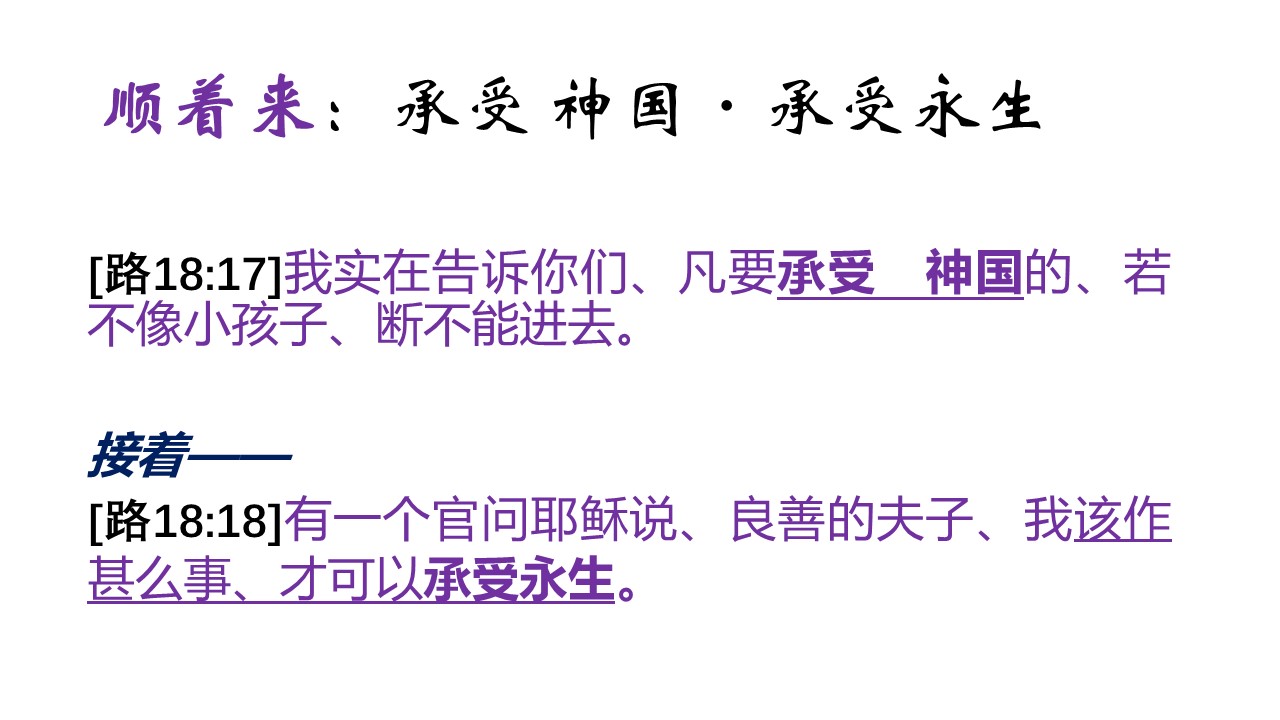 顺着来：承受 神国·承受永生
[路18:17]我实在告诉你们、凡要承受　神国的、若
不像小孩子、断不能进去。
接着——
[路18:18]有一个官问耶稣说、良善的夫子、我该作
甚么事、才可以承受永生。